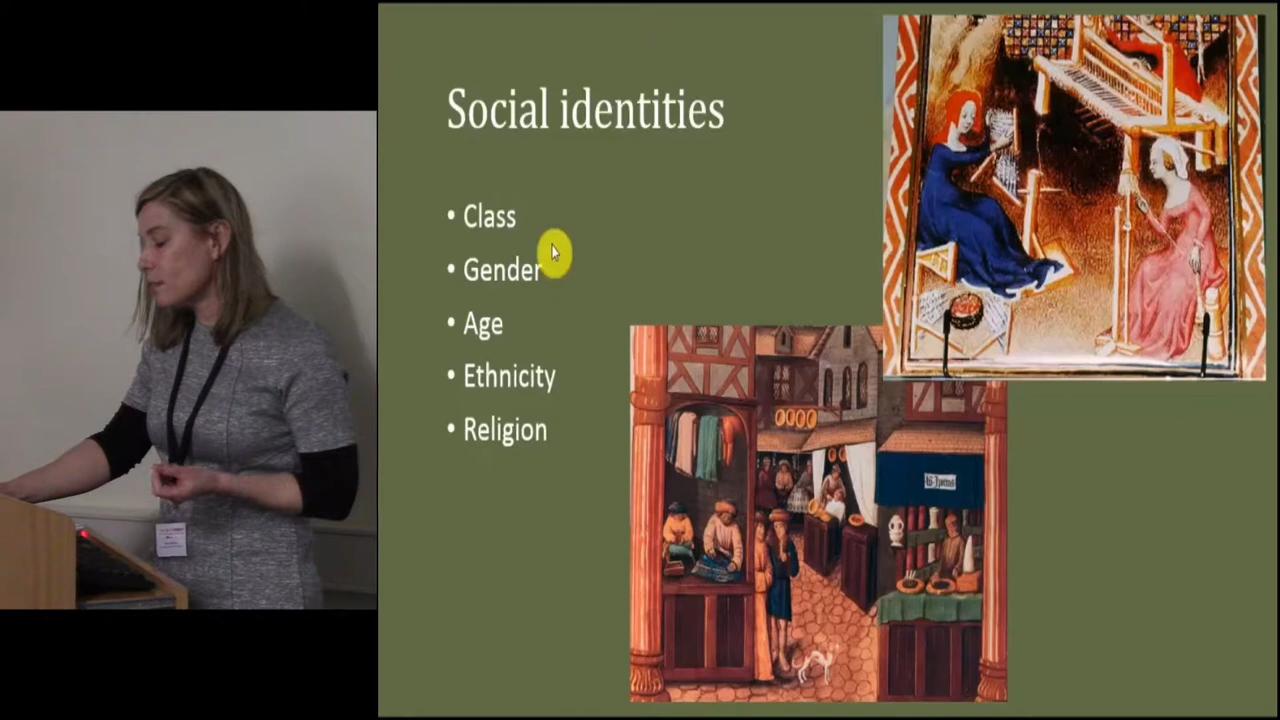 Social identities
• Class
• Gender
• Age
• Ethnicity
• Religion